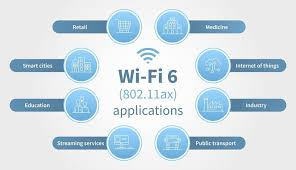 Retail
Medicine
Smart cities
Internet of things
Wi-Fi 6
(802.11ax)
applications
Education
Industry
Streaming services
Public transport